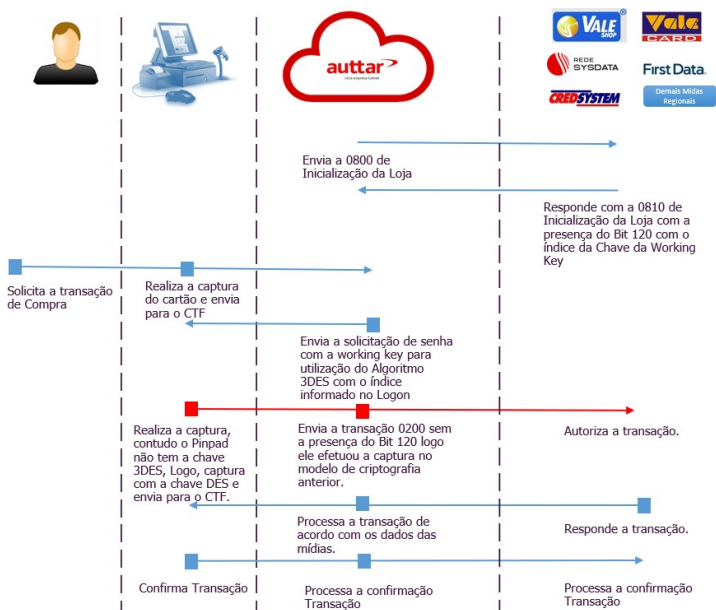 VALE
SHOP
Vale
CARD
auttar
Uma empresa Getnet
REDE
SYSDATA
First Data.
CREDSYSTEM
Demais Mídias
Regionais
Envia a 0800 de
Inicialização da Loja
Responde com a 0810 de
Inicialização da Loja com a
presença do Bit 120 com o
índice da Chave da Working
Key
Solicita a transação
de Compra
Realiza a captura
do cartão e envia
para o CTF
Envia a solicitação de senha
com a working key para
utilização do Algoritmo
3DES com o índice
informado no Logon
Realiza a captura,
contudo o Pinpad
não tem a chave
3DES, Logo, captura
com a chave DES e
envia para o CTF.
Envia a transação 0200 sem
a presença do Bit 120 logo
ele efetuou a captura no
modelo de criptografia
anterior.
Autoriza a transação.
Processa a transação de
acordo com os dados das
mídias.
Responde a transação.
Confirma Transação
Processa a confirmação
Transação
Processa a confirmação
Transação